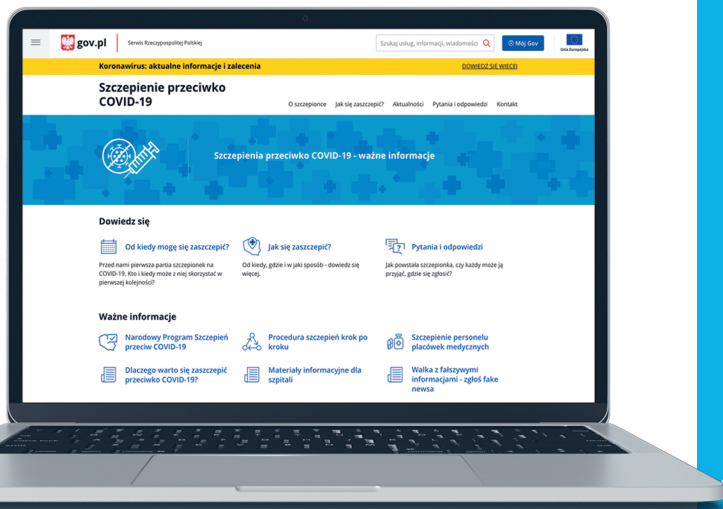 gov.pl
Serwis Rzeczypospolitej Polskiej
Szukaj usług, informacji, wiadomości
Mój Gov
Unia Europejska
Koronawirus: aktualne informacje i zalecenia
DOWIEDZ SIĘ WIĘCEJ
Szczepienie przeciwko
COVID-19
O szczepionce Jak się zaszczepić? Aktualności Pytania i odpowiedzi Kontakt
Szczepienia przeciwko COVID-19 - ważne informacje
Dowiedz się
Od kiedy mogę się zaszczepić?
Przed nami pierwsza partia szczepionek na
COVID-19. Kto i kiedy może z niej skorzystać w
pierwszej kolejności?
Jak się zaszczepić?
Od kiedy, gdzie i w jaki sposób - dowiedz się
więcej.
Pytania i odpowiedzi
Jak powstała szczepionka, czy każdy może ją
przyjąć, gdzie się zgłosić?
Ważne informacje
Narodowy Program Szczepień
przeciw COVID-19
Procedura szczepień krok po
kroku
Szczepienie personelu
placówek medycznych
Dlaczego warto się zaszczepić
przeciwko COVID-19?
Materiały informacyjne dla
szpitali
Walka z fałszywymi
informacjami - zgłoś fake
newsa